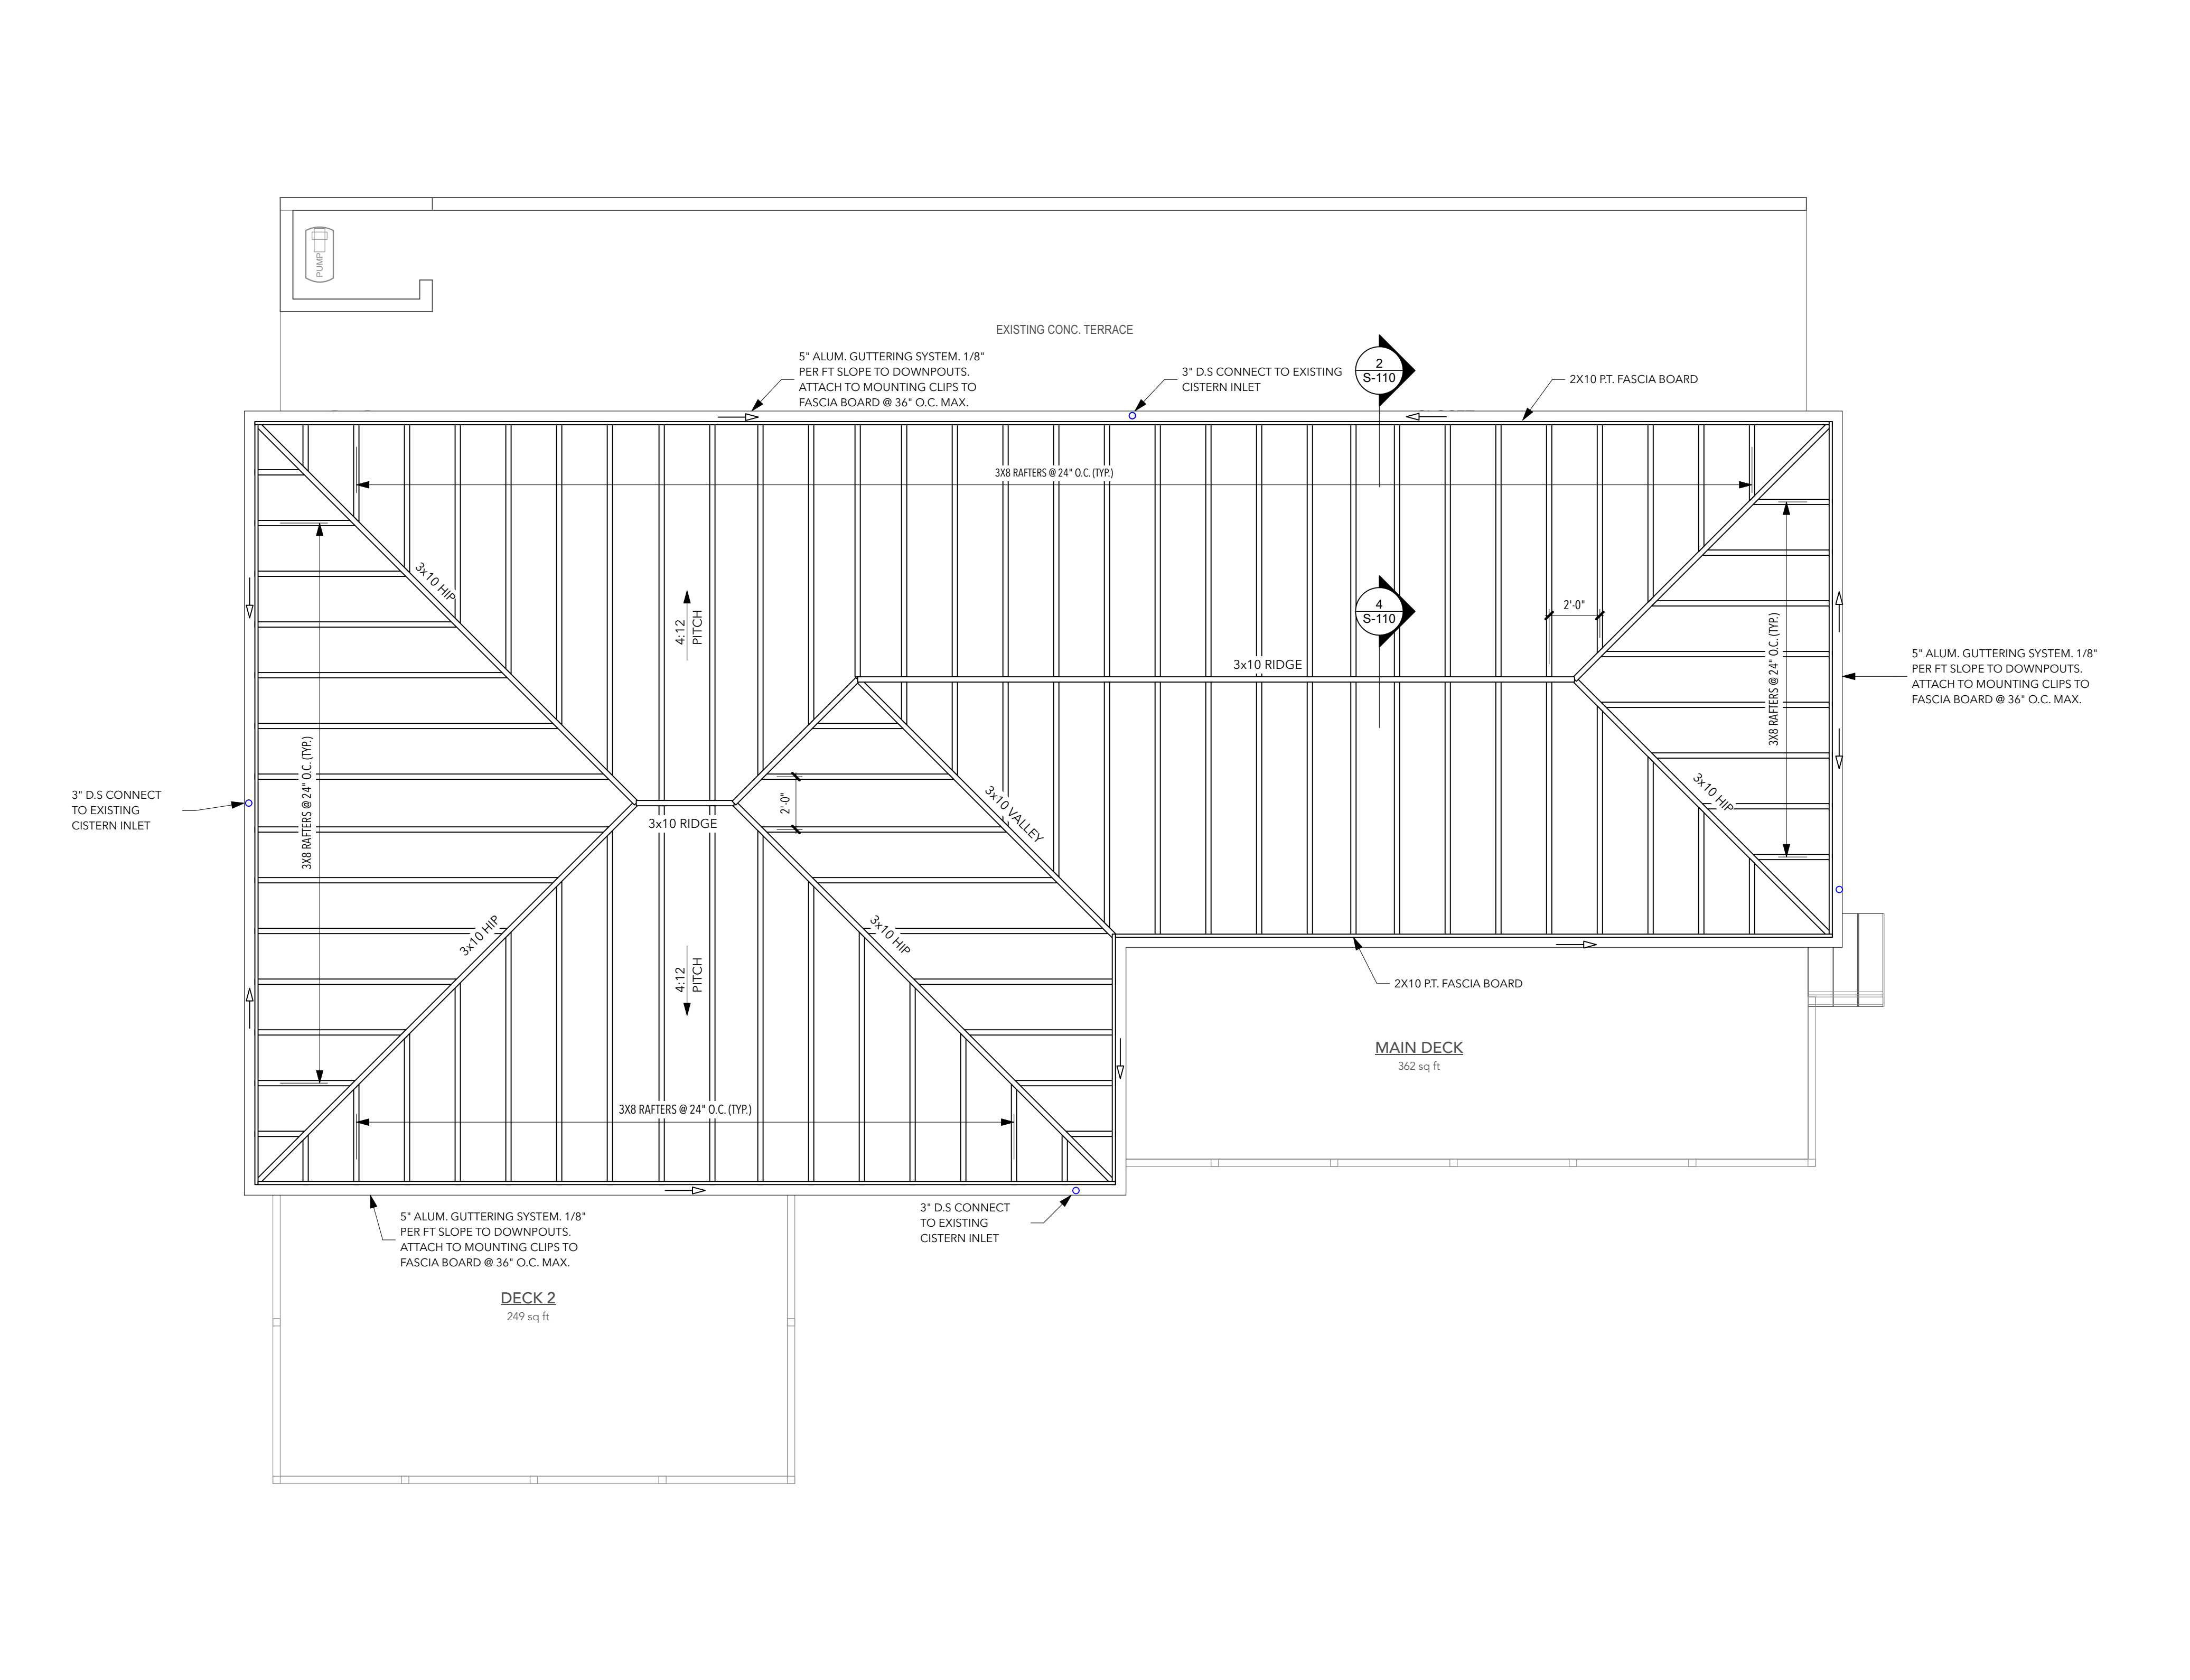 PUMP
EXISTING CONC. TERRACE
5" ALUM. GUTTERING SYSTEM. 1/8"
PER FT SLOPE TO DOWNPOUTS.
ATTACH TO MOUNTING CLIPS TO
FASCIA BOARD @ 36" O.C. MAX.
3" D.S CONNECT TO EXISTING
CISTERN INLET
2
S-110
2X10 P.T. FASCIA BOARD
3X8 RAFTERS @ 24" O.C. (TYP.)
3x10 HIP
4:12
PITCH
4
S-110
2'-0"
3X8 RAFTERS @ 24" O.C. (TYP.)
3x10 RIDGE
5" ALUM. GUTTERING SYSTEM. 1/8"
PER FT SLOPE TO DOWNPOUTS.
ATTACH TO MOUNTING CLIPS TO
FASCIA BOARD @ 36" O.C. MAX.
3" D.S CONNECT
TO EXISTING
CISTERN INLET
3X8 RAFTERS @ 24" O.C. (TYP.)
3x10 RIDGE
2'-0"
3x10 VALLEY
3x10 HIP
3x10 HIP
3x10 HIP
4:12
PITCH
2X10 P.T. FASCIA BOARD
MAIN DECK
362 sq ft
3X8 RAFTERS @ 24" O.C. (TYP.)
5" ALUM. GUTTERING SYSTEM. 1/8"
PER FT SLOPE TO DOWNPOUTS.
ATTACH TO MOUNTING CLIPS TO
FASCIA BOARD @ 36" O.C. MAX.
3" D.S CONNECT
TO EXISTING
CISTERN INLET
DECK 2
249 sq ft